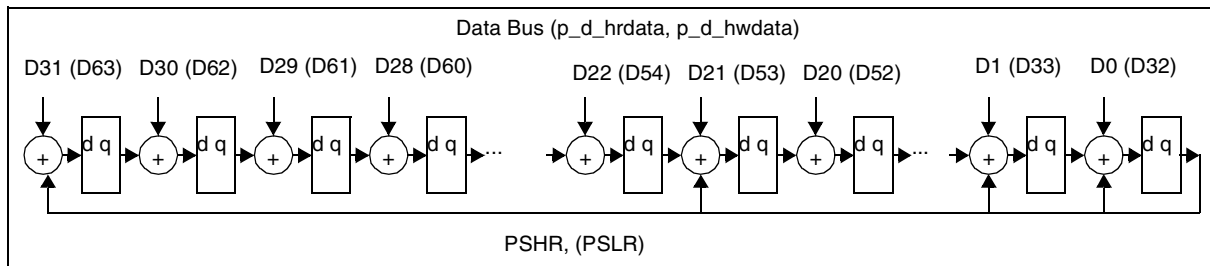 Data Bus (p_d_hrdata, p_d_hwdata)
D31 (D63) D30 (D62) D29 (D61) D28 (D60) D22 (D54) D21 (D53) D20 (D52) D1 (D33) D0 (D32)
+ d q + d q + d q + d q ... + d q + d q + d q ... + d q + d q
PSHR, (PSLR)